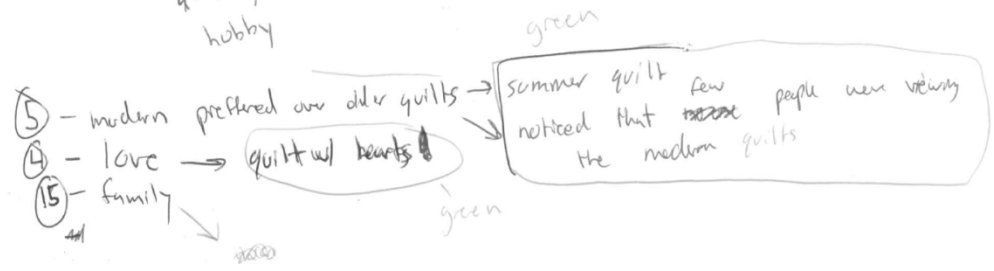 hobby
green
5 - modern preffered over older quilts → summer quilt
noticed that few people were viewing
the modern quilts
4 - love → quilt w/ hearts
15 - family
green